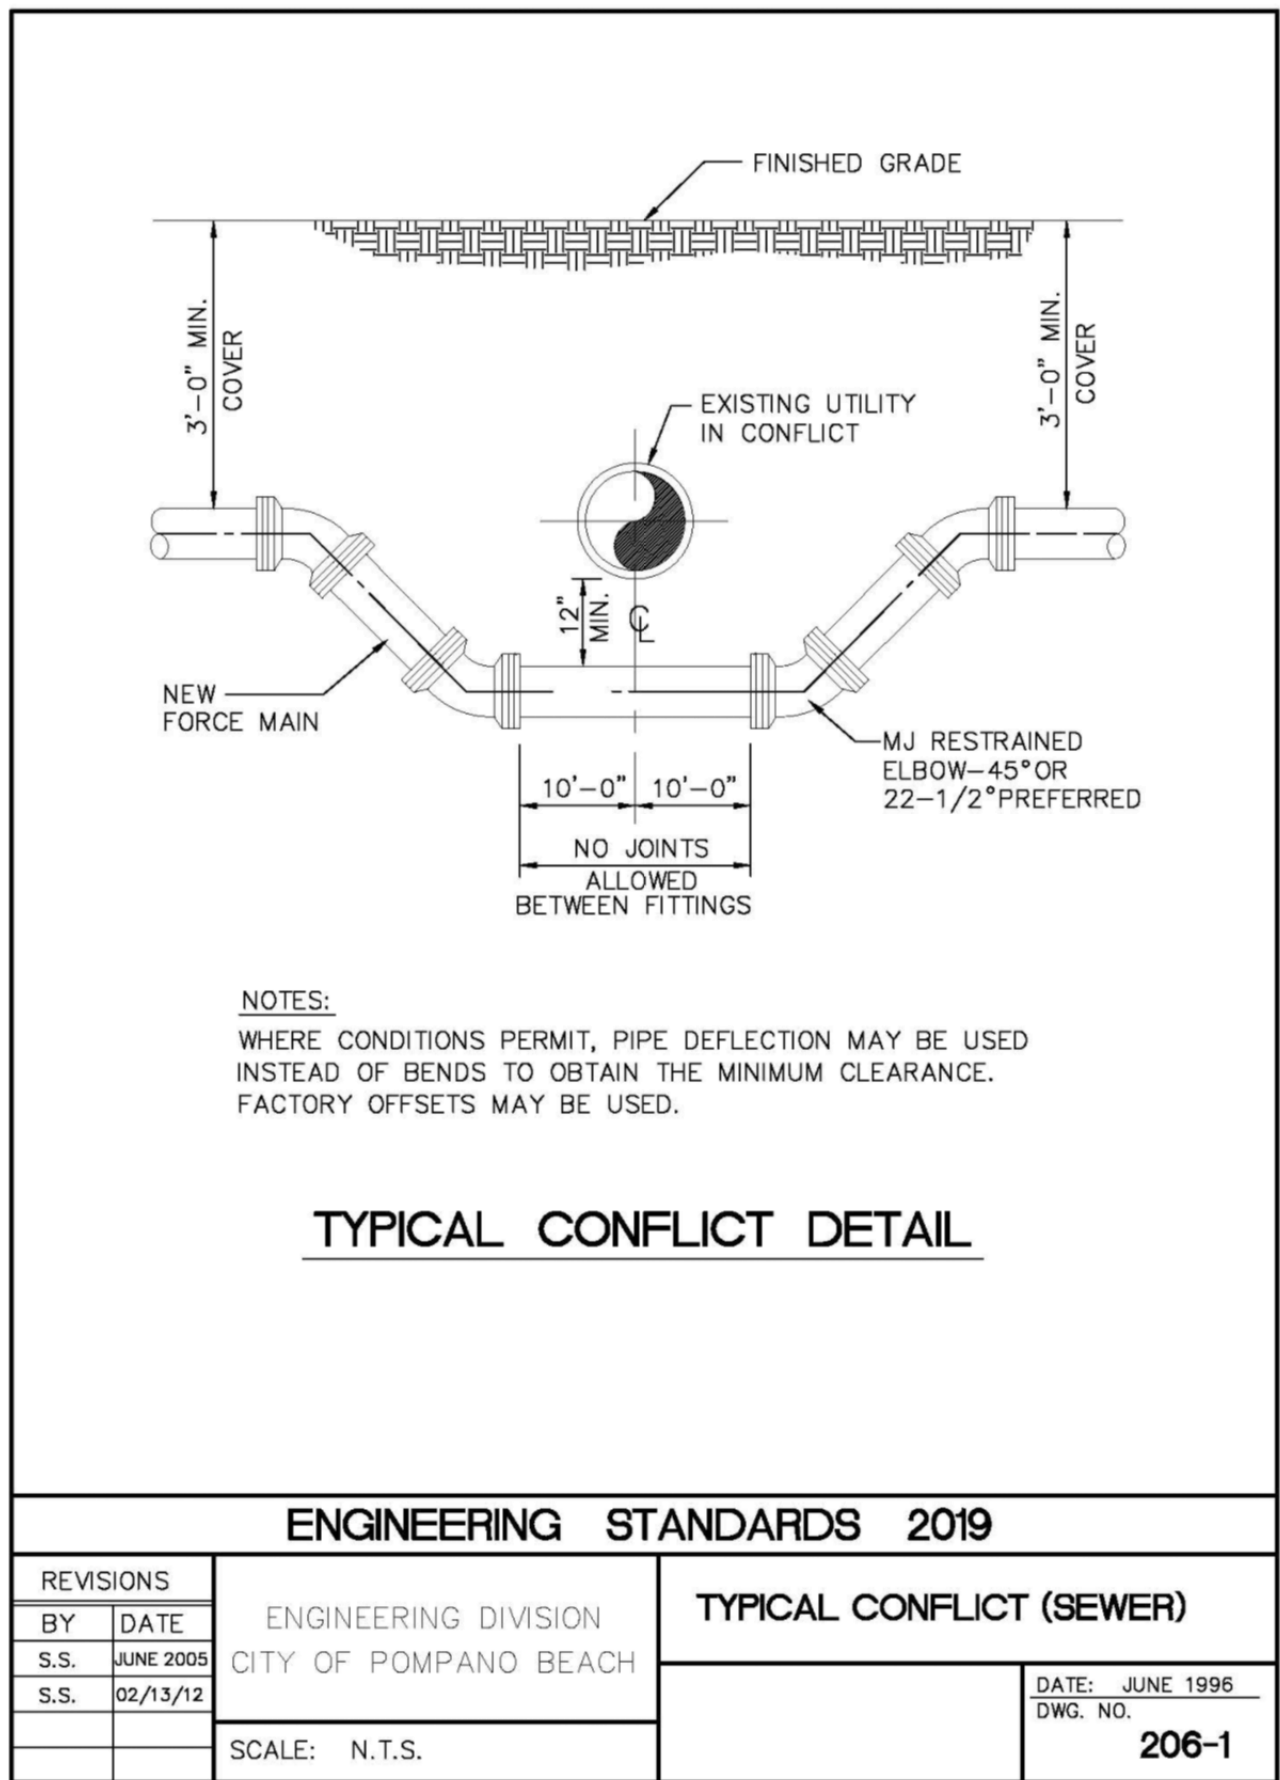 FINISHED GRADE
3'-0" MIN.
COVER
3'-0" MIN.
COVER
EXISTING UTILITY
IN CONFLICT
12"
MIN.
℄
NEW
FORCE MAIN
MJ RESTRAINED
ELBOW-45°OR
22-1/2°PREFERRED
10'-0" 10'-0"
NO JOINTS
ALLOWED
BETWEEN FITTINGS
NOTES:
WHERE CONDITIONS PERMIT, PIPE DEFLECTION MAY BE USED
INSTEAD OF BENDS TO OBTAIN THE MINIMUM CLEARANCE.
FACTORY OFFSETS MAY BE USED.
TYPICAL CONFLICT DETAIL
ENGINEERING STANDARDS 2019
REVISIONS
BY DATE
S.S. JUNE 2005
S.S. 02/13/12
ENGINEERING DIVISION
CITY OF POMPANO BEACH
SCALE: N.T.S.
TYPICAL CONFLICT (SEWER)
DATE: JUNE 1996
DWG. NO.
206-1